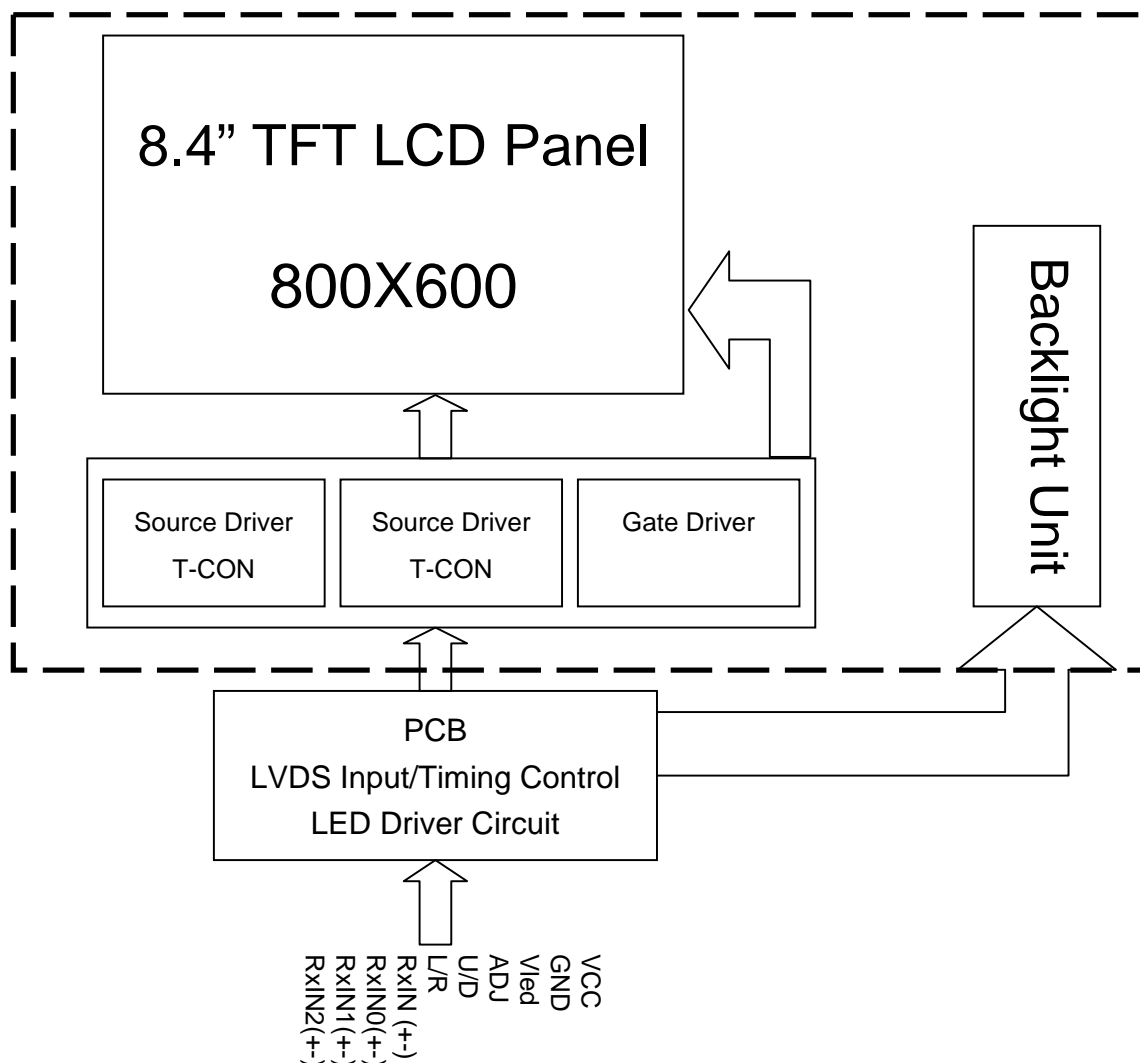 8.4” TFT LCD Panel
800X600
Backlight Unit
Source Driver
T-CON
Source Driver
T-CON
Gate Driver
PCB
LVDS Input/Timing Control
LED Driver Circuit
VCC
GND
Vled
ADJ
U/D
L/R
RxIN (+-)
RxIN0(+-)
RxIN1(+-)
RxIN2(+-)